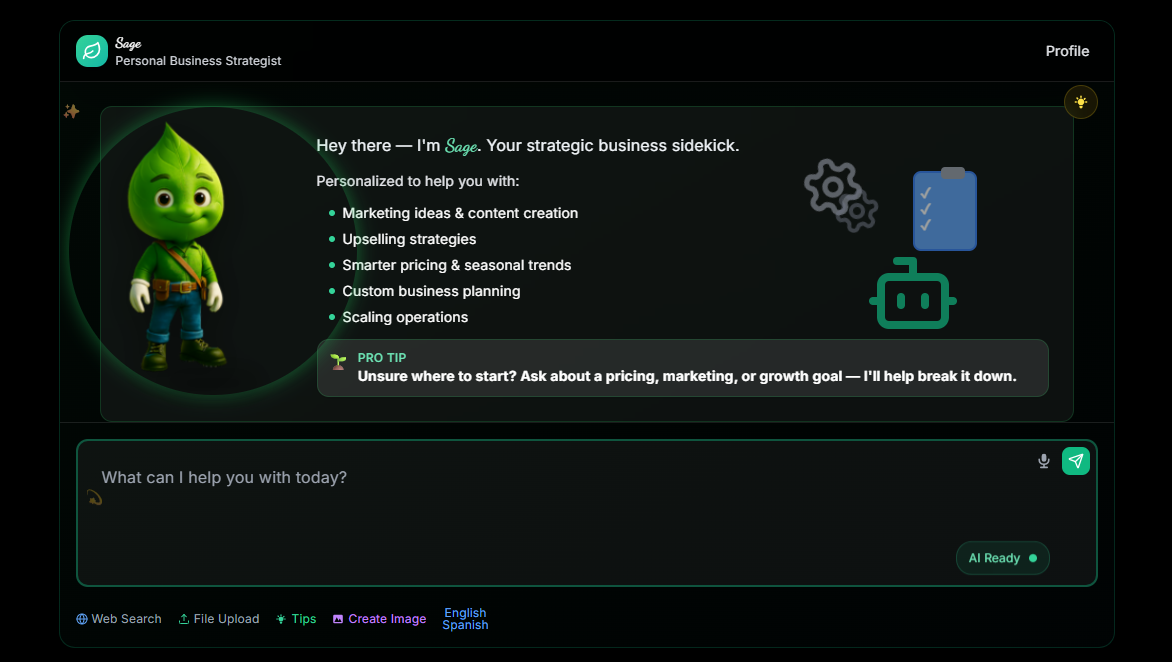 Sage
Personal Business Strategist
Profile
Hey there — I'm Sage. Your strategic business sidekick.
Personalized to help you with:
Marketing ideas & content creation
Upselling strategies
Smarter pricing & seasonal trends
Custom business planning
Scaling operations
PRO TIP
Unsure where to start? Ask about a pricing, marketing, or growth goal — I'll help break it down.
What can I help you with today?
AI Ready
Web Search
File Upload
Tips
Create Image
English
Spanish